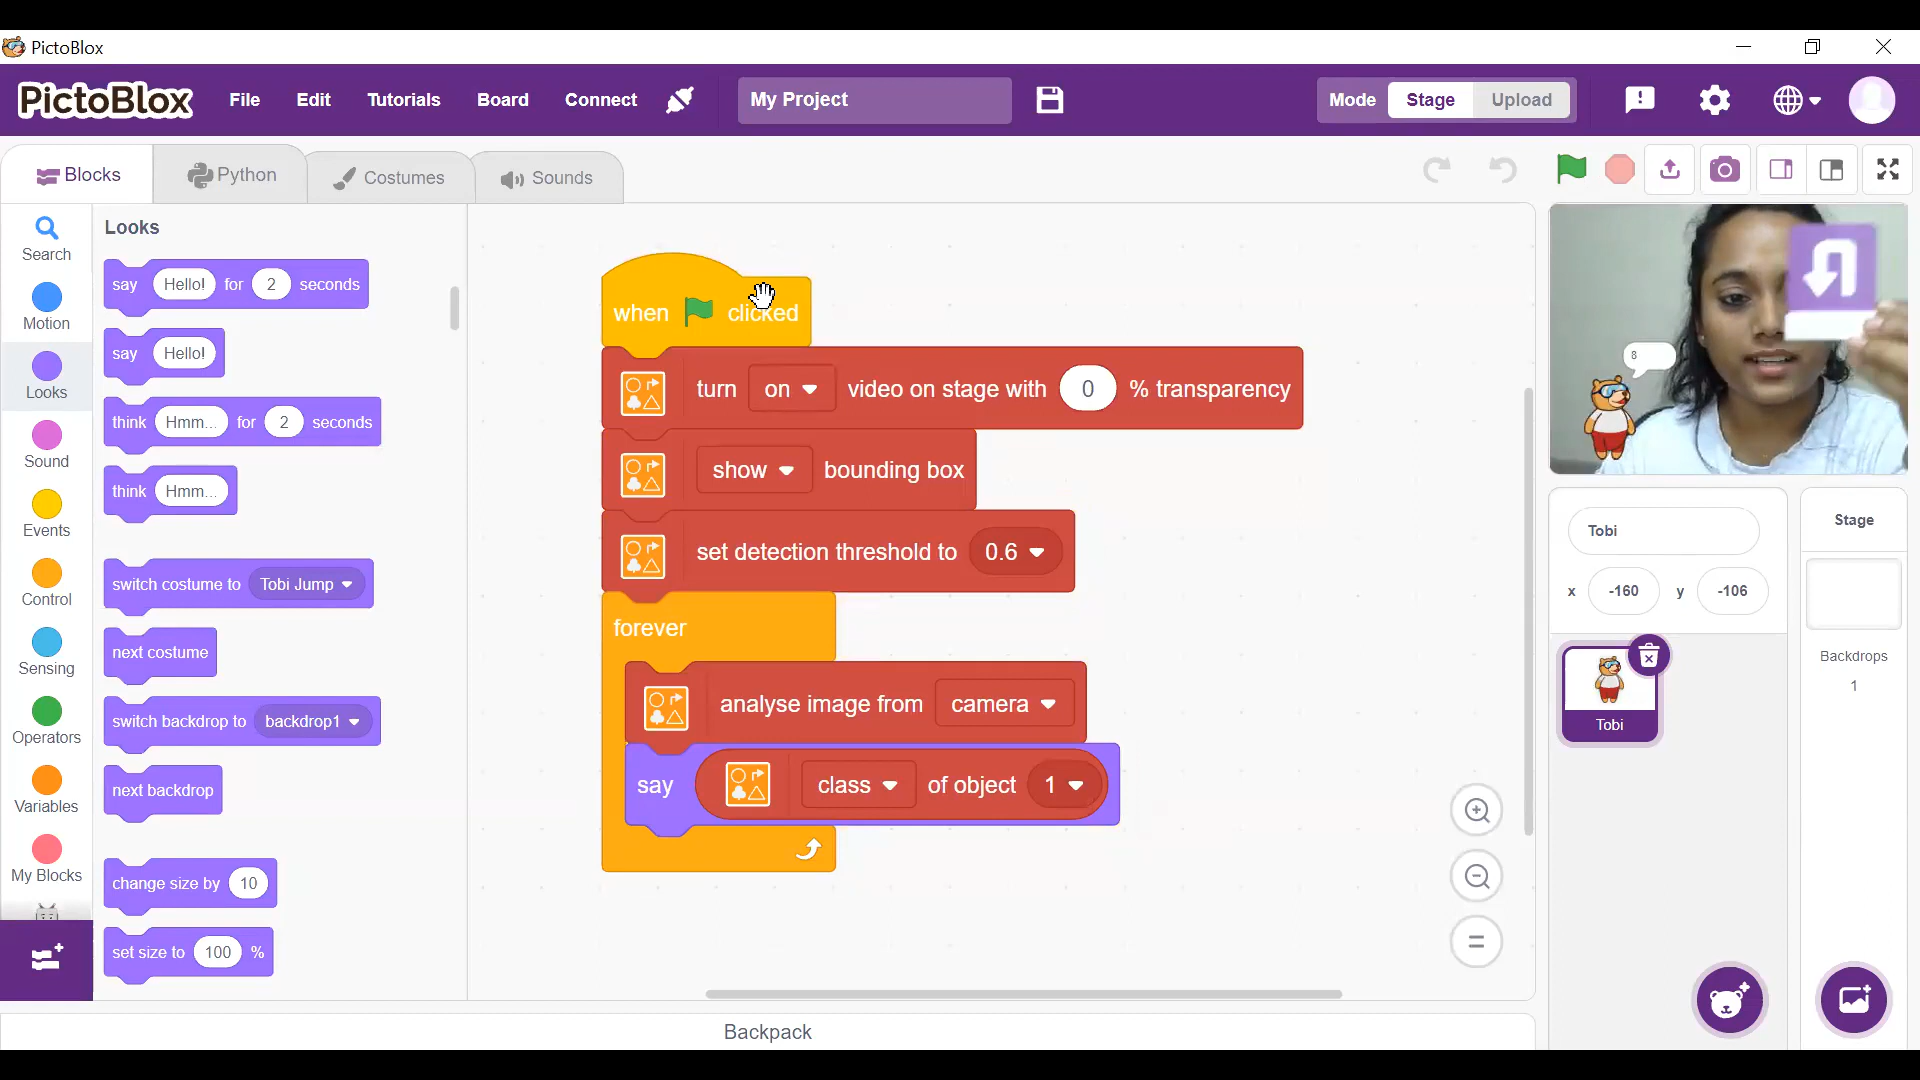 PictoBlox
PictoBlox File Edit Tutorials Board Connect My Project Mode Stage Upload
Blocks Python Costumes Sounds
Search
Motion
Looks
Sound
Events
Control
Sensing
Operators
Variables
My Blocks
Looks
say Hello! for 2 seconds
say Hello!
think Hmm... for 2 seconds
think Hmm...
switch costume to Tobi Jump
next costume
switch backdrop to backdrop1
next backdrop
change size by 10
set size to 100 %
when clicked
turn on video on stage with 0 % transparency
show bounding box
set detection threshold to 0.6
forever
analyse image from camera
say class of object 1
8
Tobi
x -160 y -106
Tobi
Stage
Backdrops
1
Backpack